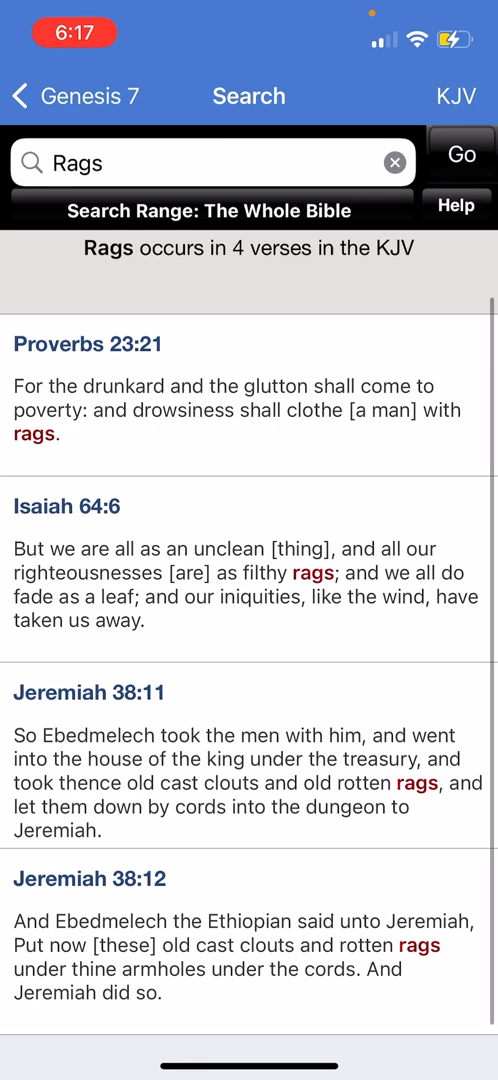 6:17
Genesis 7
Search
KJV
Rags
Go
Search Range: The Whole Bible
Help
Rags occurs in 4 verses in the KJV
Proverbs 23:21
For the drunkard and the glutton shall come to
poverty: and drowsiness shall clothe [a man] with
rags.
Isaiah 64:6
But we are all as an unclean [thing], and all our
righteousnesses [are] as filthy rags; and we all do
fade as a leaf; and our iniquities, like the wind, have
taken us away.
Jeremiah 38:11
So Ebedmelech took the men with him, and went
into the house of the king under the treasury, and
took thence old cast clouts and old rotten rags, and
let them down by cords into the dungeon to
Jeremiah.
Jeremiah 38:12
And Ebedmelech the Ethiopian said unto Jeremiah,
Put now [these] old cast clouts and rotten rags
under thine armholes under the cords. And
Jeremiah did so.